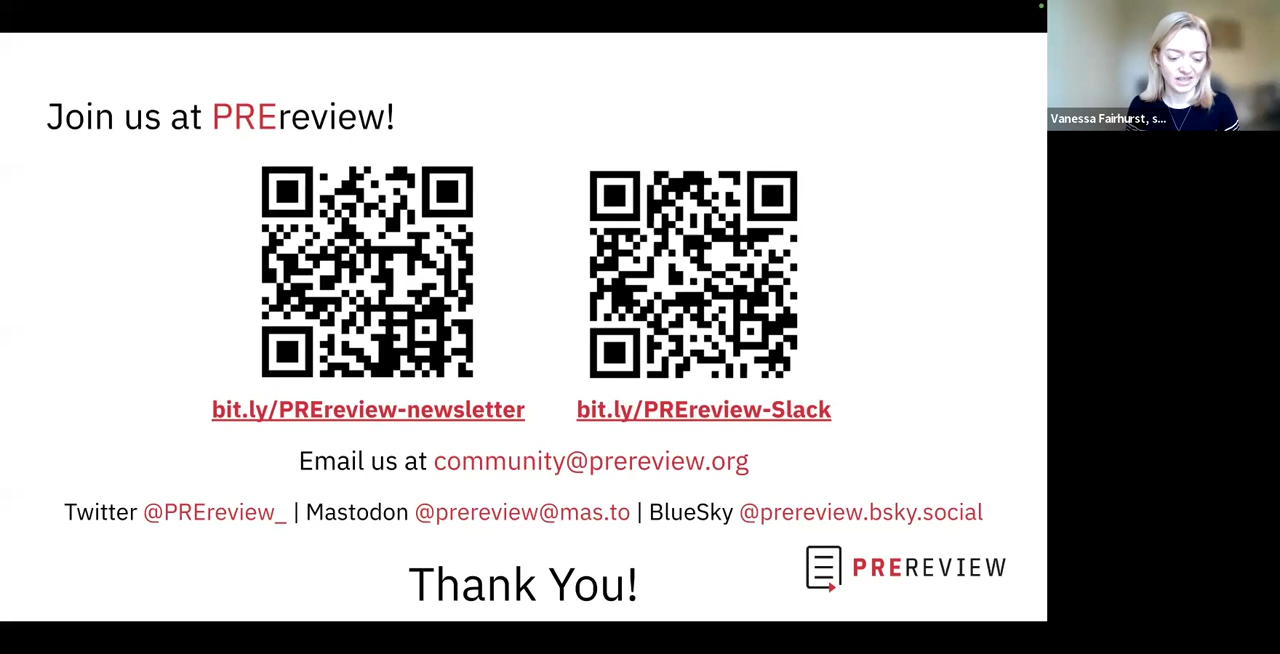 Join us at PREreview!
Vanessa Fairhurst, s...
bit.ly/PREreview-newsletter
bit.ly/PREreview-Slack
Email us at community@prereview.org
Twitter @PREreview_ | Mastodon @prereview@mas.to | BlueSky @prereview.bsky.social
Thank You!
PREREVIEW